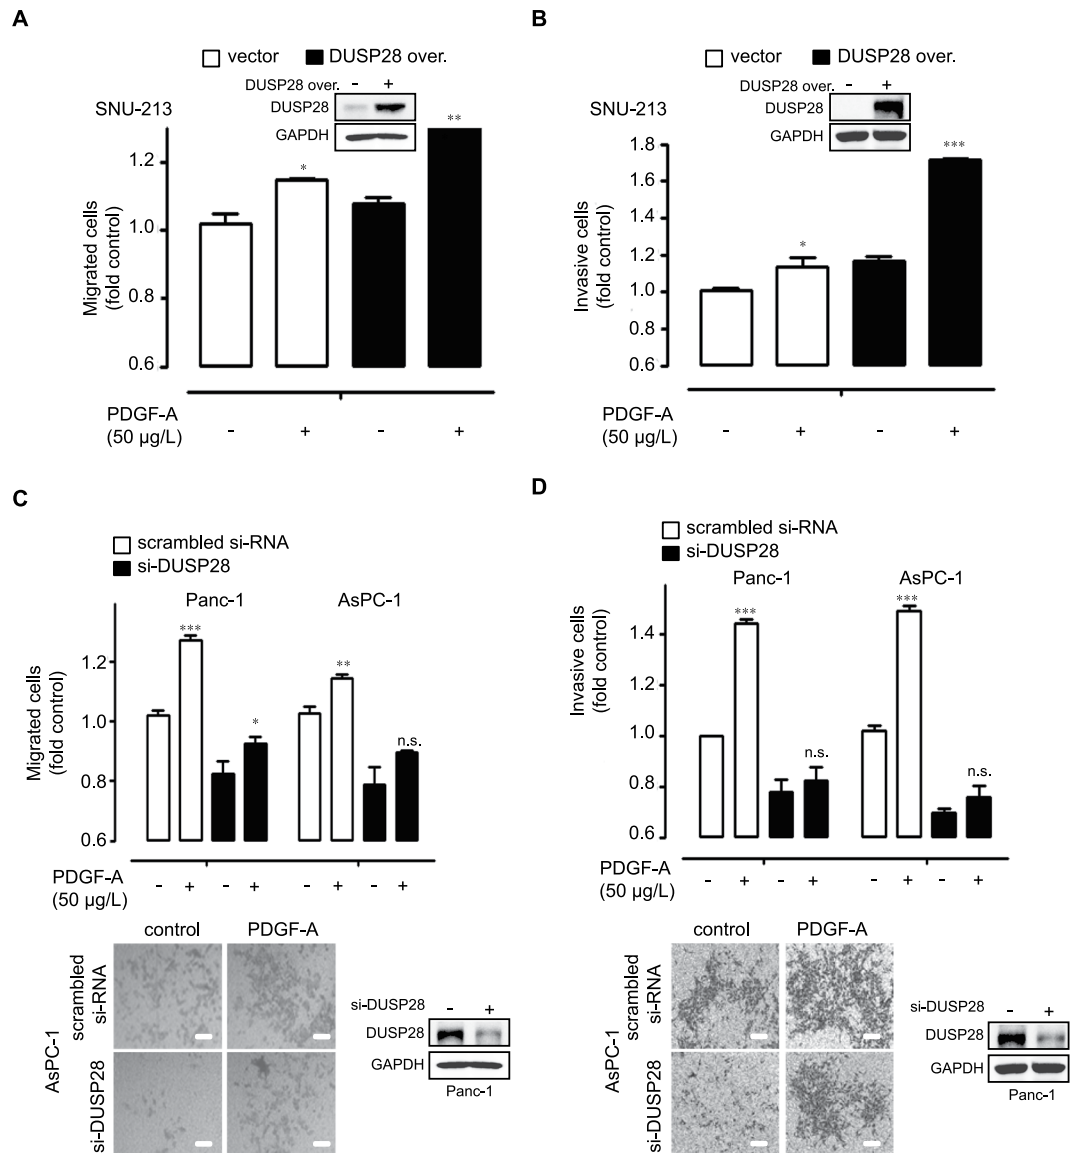 A
vector DUSP28 over.
DUSP28 over. - +
SNU-213
DUSP28
GAPDH
**
*
1.2
1.0
0.8
0.6
Migrated cells
(fold control)
PDGF-A
(50 µg/L)
- + - +
B
vector DUSP28 over.
DUSP28 over. - +
SNU-213
DUSP28
GAPDH
***
*
1.8
1.6
1.4
1.2
1.0
0.8
0.6
Invasive cells
(fold control)
PDGF-A
(50 µg/L)
- + - +
C
scrambled si-RNA
si-DUSP28
Panc-1 AsPC-1
*** * ** n.s.
1.2
1.0
0.8
0.6
Migrated cells
(fold control)
PDGF-A
(50 µg/L)
- + - + - + - +
control PDGF-A
AsPC-1
scrambled
si-RNA
si-DUSP28
si-DUSP28 - +
DUSP28
GAPDH
Panc-1
D
scrambled si-RNA
si-DUSP28
Panc-1 AsPC-1
*** n.s. *** n.s.
1.4
1.2
1.0
0.8
0.6
Invasive cells
(fold control)
PDGF-A
(50 µg/L)
- + - + - + - +
control PDGF-A
AsPC-1
scrambled
si-RNA
si-DUSP28
si-DUSP28 - +
DUSP28
GAPDH
Panc-1